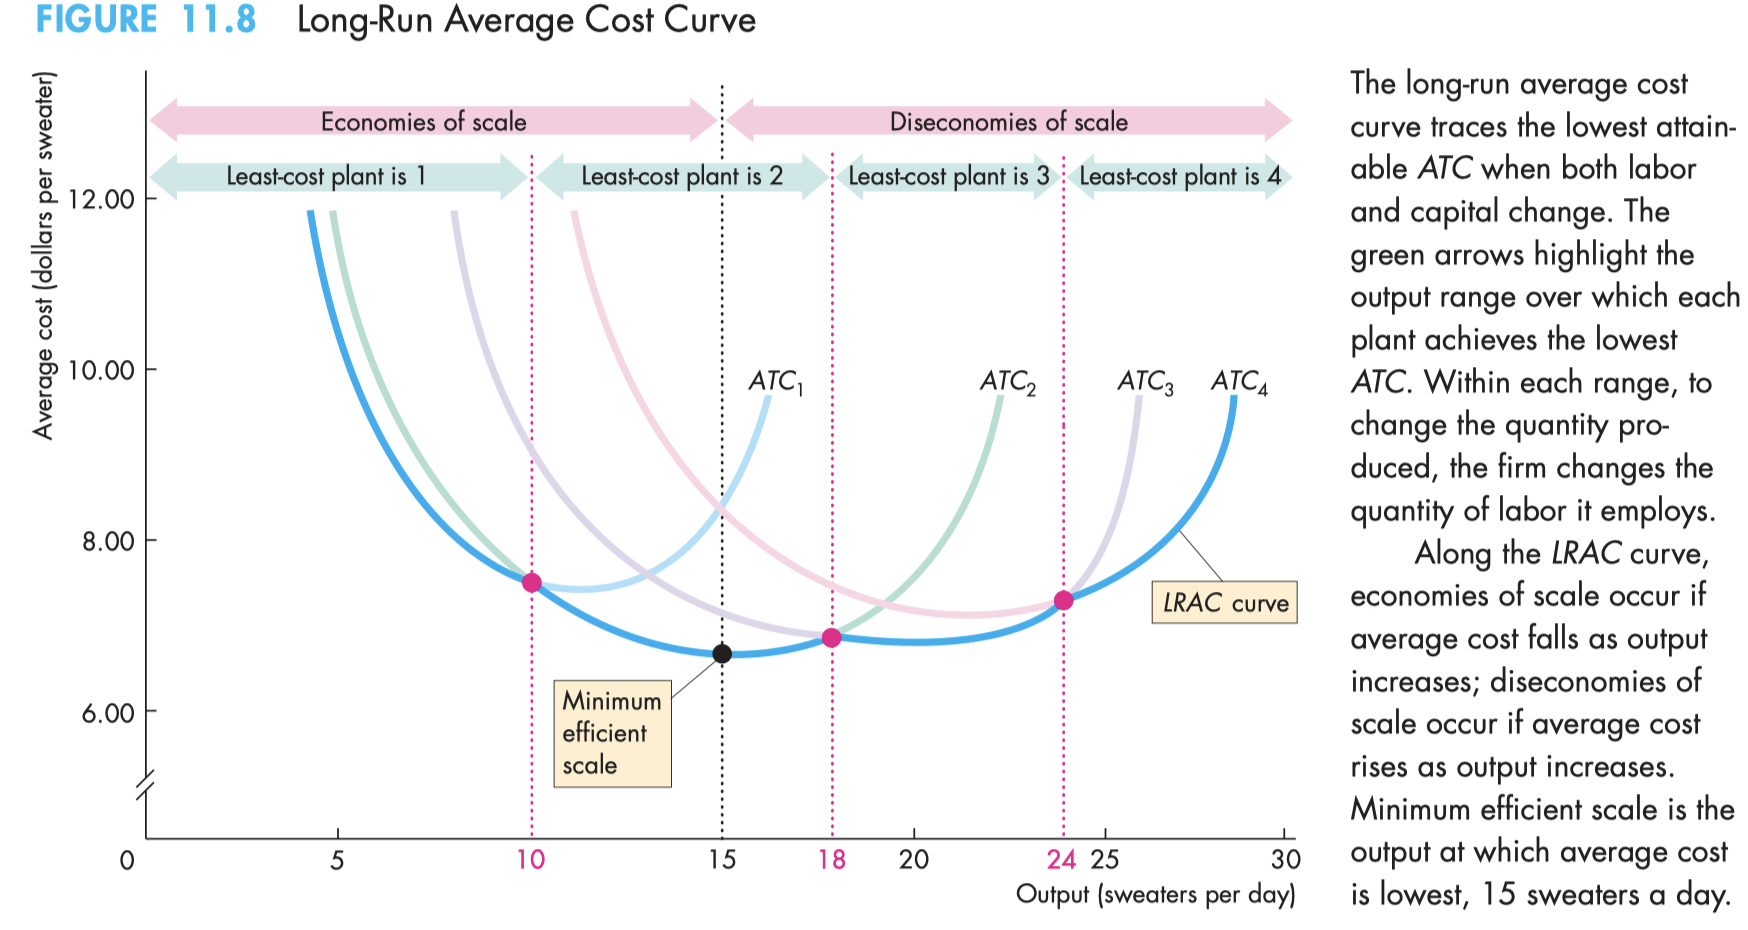 FIGURE 11.8 Long-Run Average Cost Curve
Average cost (dollars per sweater)
Economies of scale
Diseconomies of scale
Least-cost plant is 1
Least-cost plant is 2
Least-cost plant is 3
Least-cost plant is 4
12.00
10.00
8.00
6.00
ATC1
ATC2
ATC3
ATC4
LRAC curve
Minimum
efficient
scale
0
5
10
15
18
20
24
25
30
Output (sweaters per day)
The long-run average cost
curve traces the lowest attain-
able ATC when both labor
and capital change. The
green arrows highlight the
output range over which each
plant achieves the lowest
ATC. Within each range, to
change the quantity pro-
duced, the firm changes the
quantity of labor it employs.
Along the LRAC curve,
economies of scale occur if
average cost falls as output
increases; diseconomies of
scale occur if average cost
rises as output increases.
Minimum efficient scale is the
output at which average cost
is lowest, 15 sweaters a day.